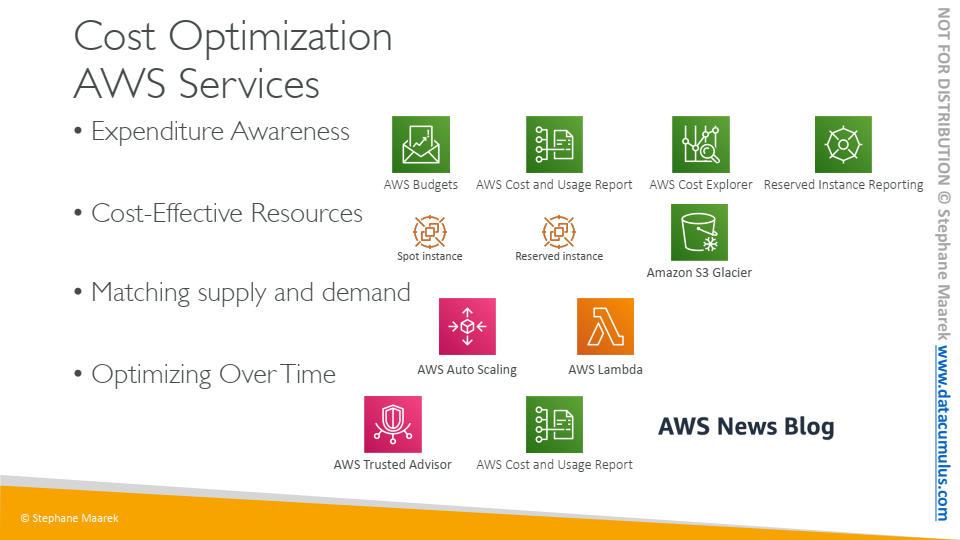 Cost Optimization
AWS Services
• Expenditure Awareness
AWS Budgets
AWS Cost and Usage Report
AWS Cost Explorer
Reserved Instance Reporting
• Cost-Effective Resources
Spot instance
Reserved instance
Amazon S3 Glacier
• Matching supply and demand
AWS Auto Scaling
AWS Lambda
• Optimizing Over Time
AWS Trusted Advisor
AWS Cost and Usage Report
AWS News Blog
© Stephane Maarek
NOT FOR DISTRIBUTION © Stephane Maarek www.datacumulus.com